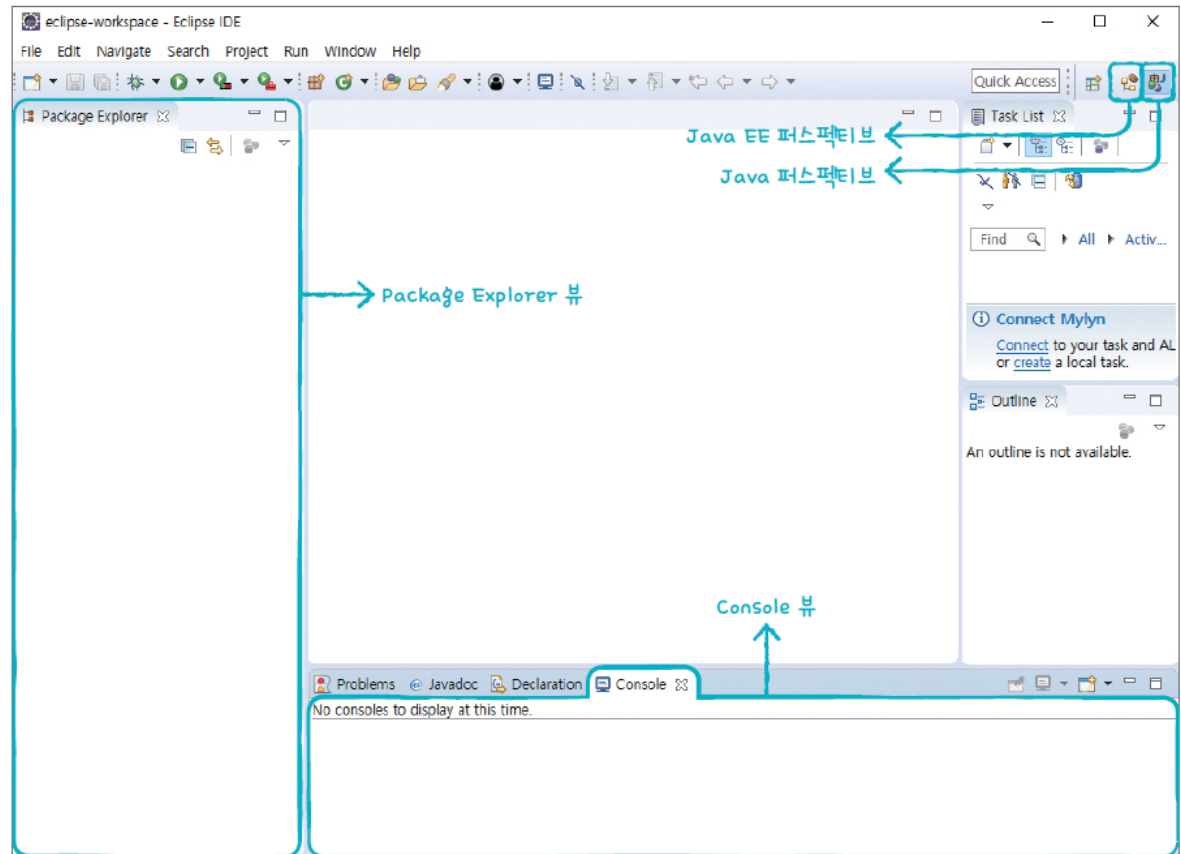 eclipse-workspace - Eclipse IDE
File Edit Navigate Search Project Run Window Help
Quick Access
Package Explorer
Task List
Java EE 퍼스펙티브
Java 퍼스펙티브
Find All Activ...
Package Explorer 뷰
Connect Mylyn
Connect to your task and AL
or create a local task.
Outline
An outline is not available.
Console 뷰
Problems @ Javadoc Declaration Console
No consoles to display at this time.